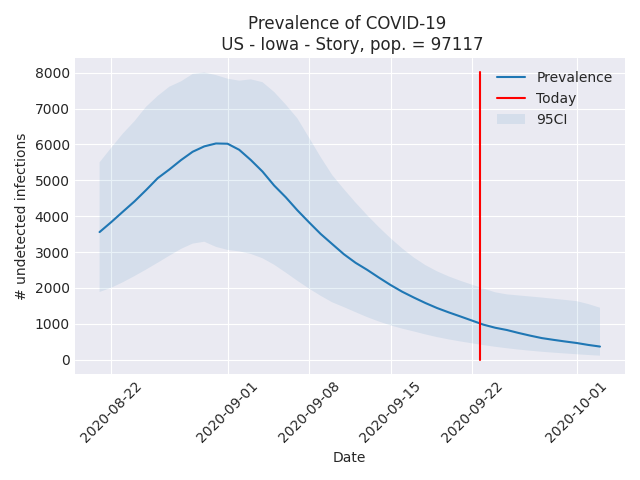 Prevalence of COVID-19
US - Iowa - Story, pop. = 97117
Prevalence
Today
95CI
# undetected infections
8000
7000
6000
5000
4000
3000
2000
1000
0
2020-08-22
2020-09-01
2020-09-08
2020-09-15
2020-09-22
2020-10-01
Date